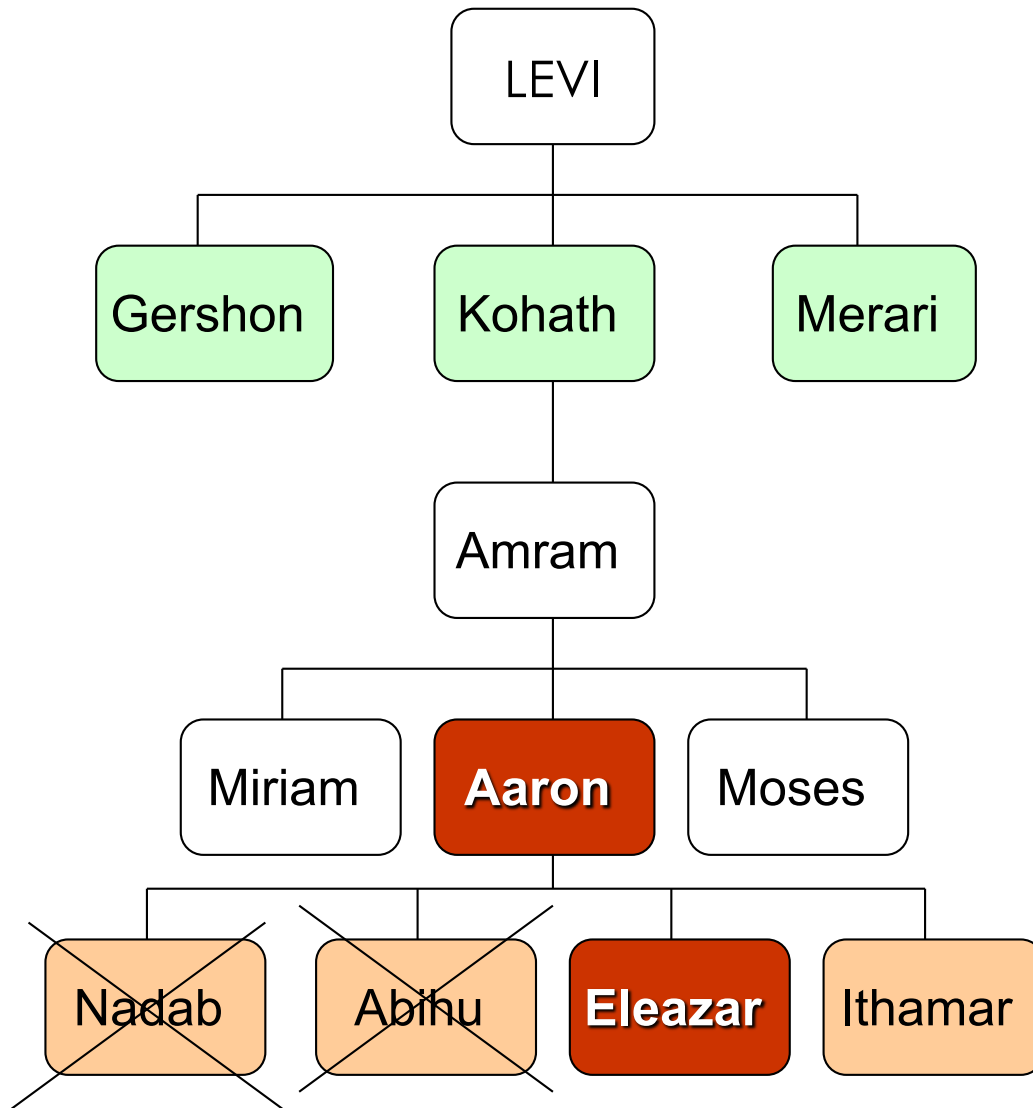 LEVI
Gershon
Kohath
Merari
Amram
Miriam
Aaron
Moses
Nadab
Abihu
Eleazar
Ithamar